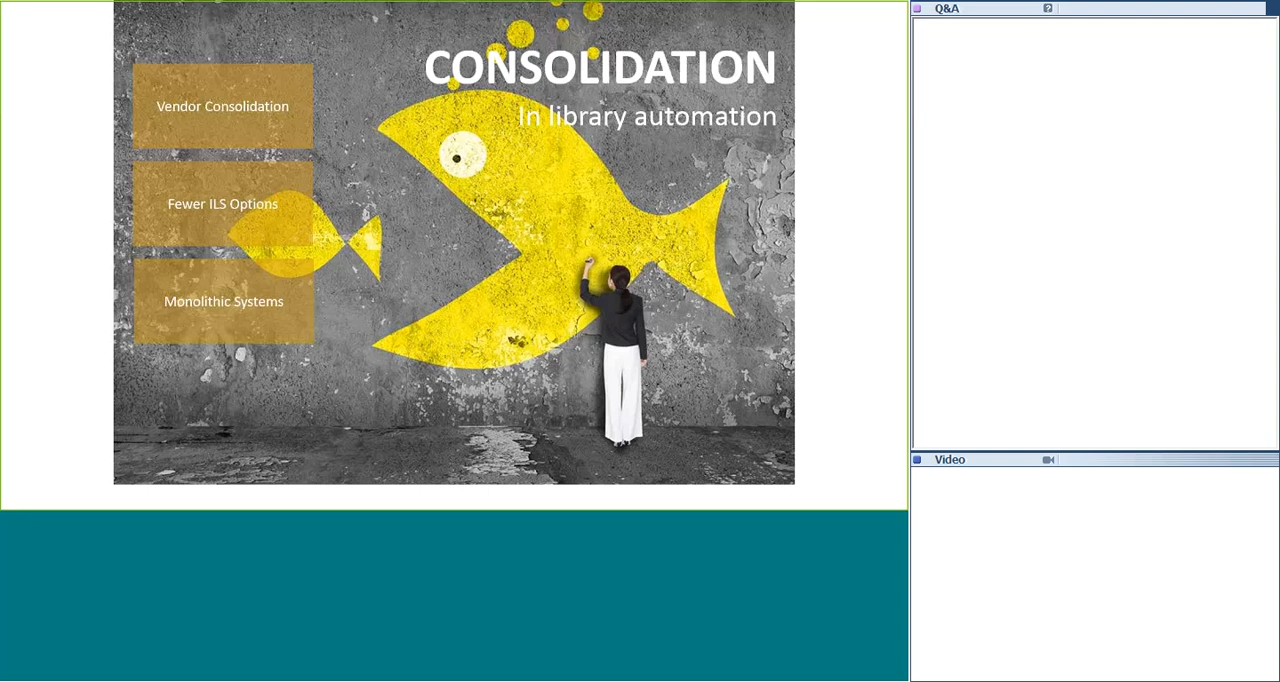 CONSOLIDATION
In library automation
Vendor Consolidation
Fewer ILS Options
Monolithic Systems
Q&A
?
Video